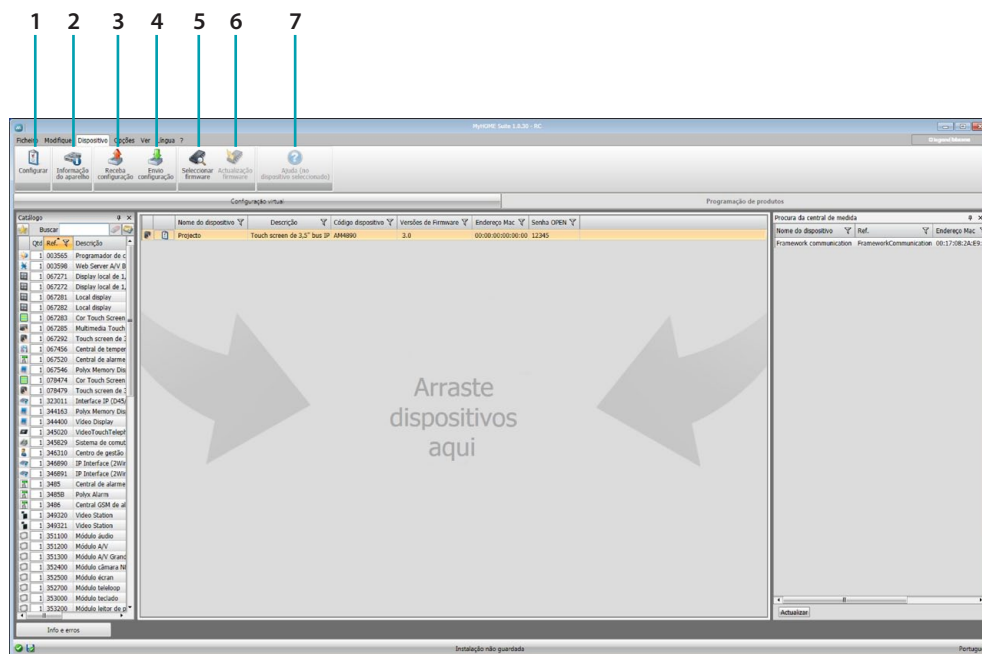 1 2 3 4 5 6 7
MyHOME Suite 1.0.30 - RC
Ficheiro Modifique Dispositivo Opções Ver Língua ?
Configurar
Informação do aparelho
Receba configuração
Envio configuração
Seleccionar firmware
Actualização firmware
Ajuda (no dispositivo seleccionado)
Configuração virtual
Programação de produtos
Catálogo
Buscar
Qtd Ref. Descrição
1 003565 Programador de c
1 003598 Web Server A/V B
1 067271 Display local de 1,
1 067272 Display local de 1,
1 067281 Local display
1 067282 Local display
1 067283 Cor Touch Screen
1 067285 Multimedia Touch
1 067292 Touch screen de 3
1 067456 Central de temper
1 067520 Central de alarme
1 067546 Polyx Memory Dis
1 078474 Cor Touch Screen
1 078479 Touch screen de 3
1 323011 Interface IP (D45/
1 344163 Polyx Memory Dis
1 344400 Video Display
1 345020 VideoTouchTeleph
1 345829 Sistema de comut
1 346310 Centro de gestão
1 346890 IP Interface (2Wir
1 346891 IP Interface (2Wir
1 3485 Central de alarme
1 3485B Polyx Alarm
1 3486 Central GSM de al
1 349320 Video Station
1 349321 Video Station
1 351100 Módulo áudio
1 351200 Módulo A/V
1 351300 Módulo A/V Grand
1 352400 Módulo câmara NI
1 352500 Módulo écran
1 352700 Módulo teleloop
1 353000 Módulo teclado
1 353200 Módulo leitor de p
Nome do dispositivo Descrição Código dispositivo Versões de Firmware Endereço Mac Senha OPEN
Projecto Touch screen de 3,5" bus IP AM4890 3.0 00:00:00:00:00:00 12345
Arraste
dispositivos
aqui
Procura da central de medida
Nome do dispositivo Ref. Endereço Mac
Framework communication FrameworkCommunication 00:17:08:2A:E9:
Actualizar
Info e erros
Instalação não guardada
Portugu